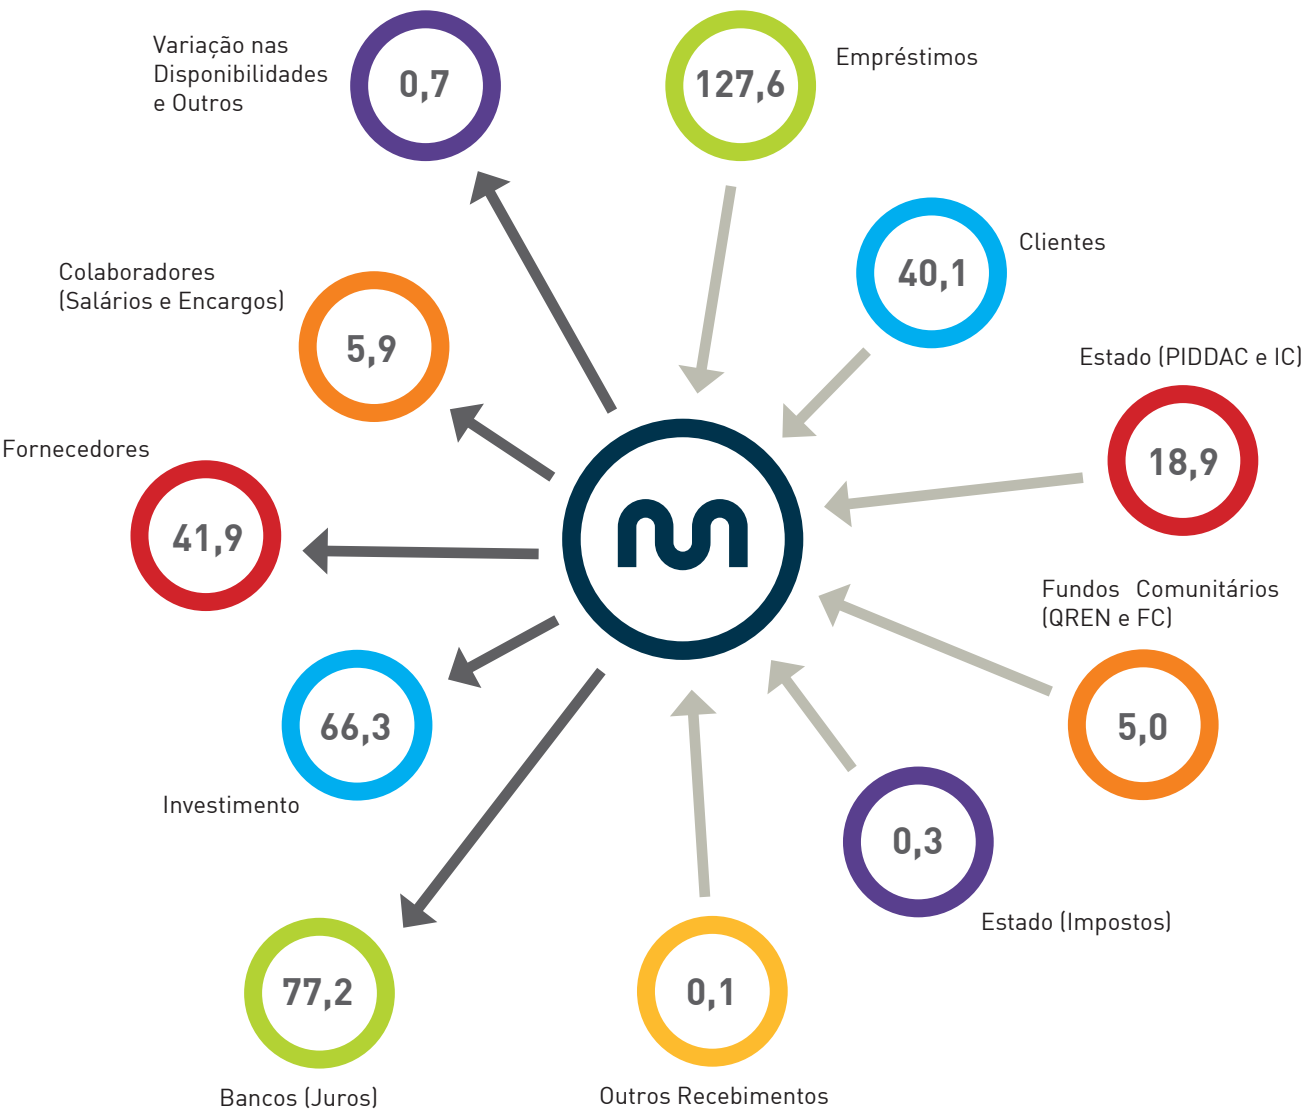 Variação nas
Disponibilidades
e Outros
0,7
127,6
Empréstimos
40,1
Clientes
Colaboradores
(Salários e Encargos)
5,9
Estado (PIDDAC e IC)
18,9
Fornecedores
41,9
Fundos Comunitários
(QREN e FC)
5,0
66,3
Investimento
0,3
Estado (Impostos)
77,2
Bancos (Juros)
0,1
Outros Recebimentos